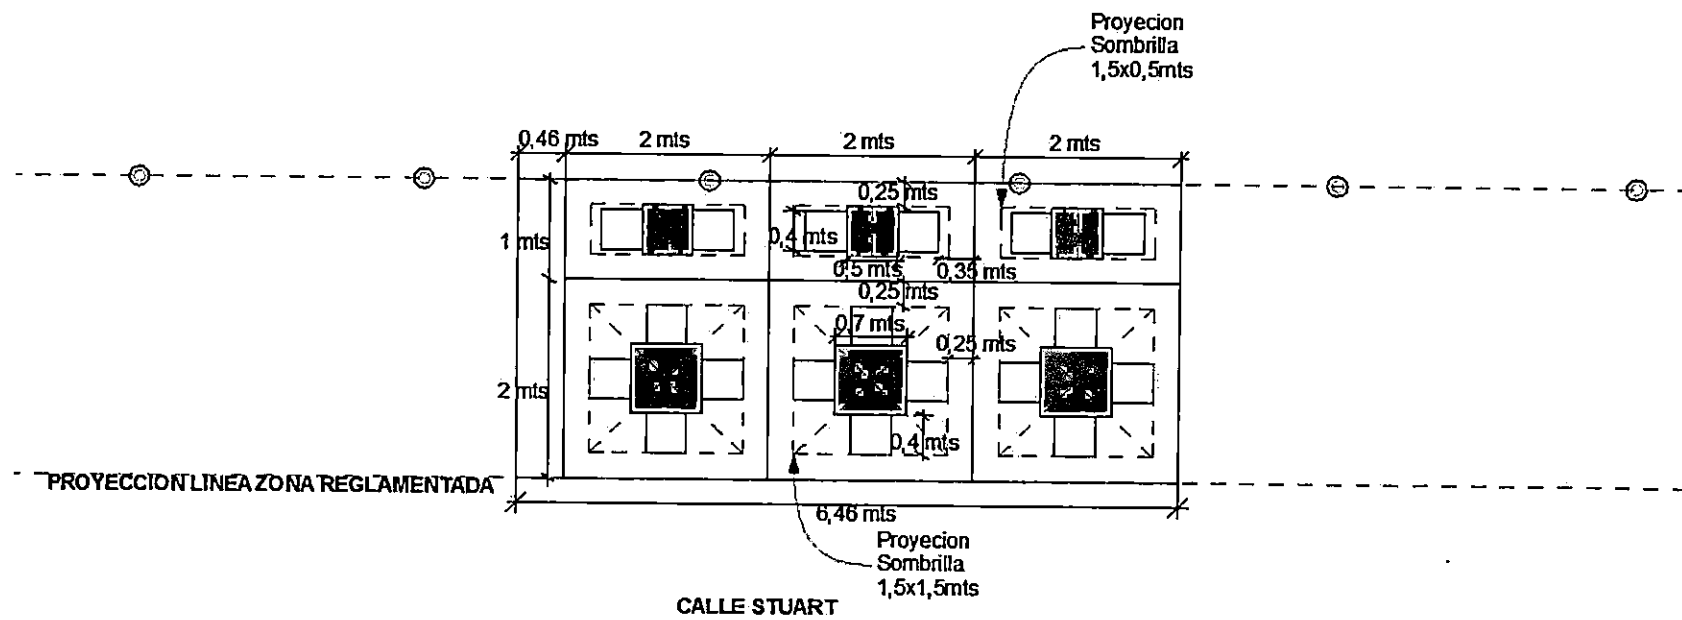 Proyecion
Sombrilla
1,5x0,5mts
0,46 mts
2 mts
2 mts
2 mts
0,25 mts
0,4 mts
1 mts
0,5 mts
0,35 mts
0,25 mts
0,7 mts
0,25 mts
2 mts
0,4 mts
PROYECCION LINEA ZONA REGLAMENTADA
6,46 mts
Proyecion
Sombrilla
1,5x1,5mts
CALLE STUART